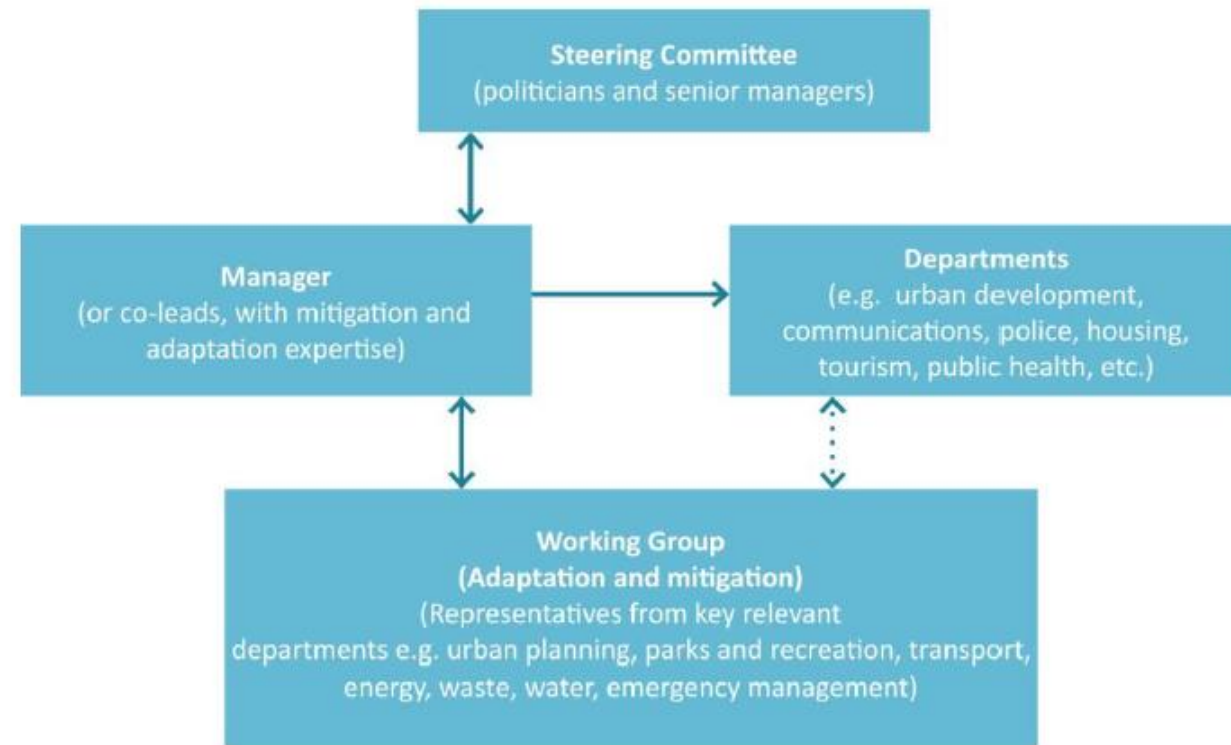 Steering Committee
(politicians and senior managers)
Manager
(or co-leads, with mitigation and
adaptation expertise)
Departments
(e.g. urban development,
communications, police, housing,
tourism, public health, etc.)
Working Group
(Adaptation and mitigation)
(Representatives from key relevant
departments e.g. urban planning, parks and recreation, transport,
energy, waste, water, emergency management)